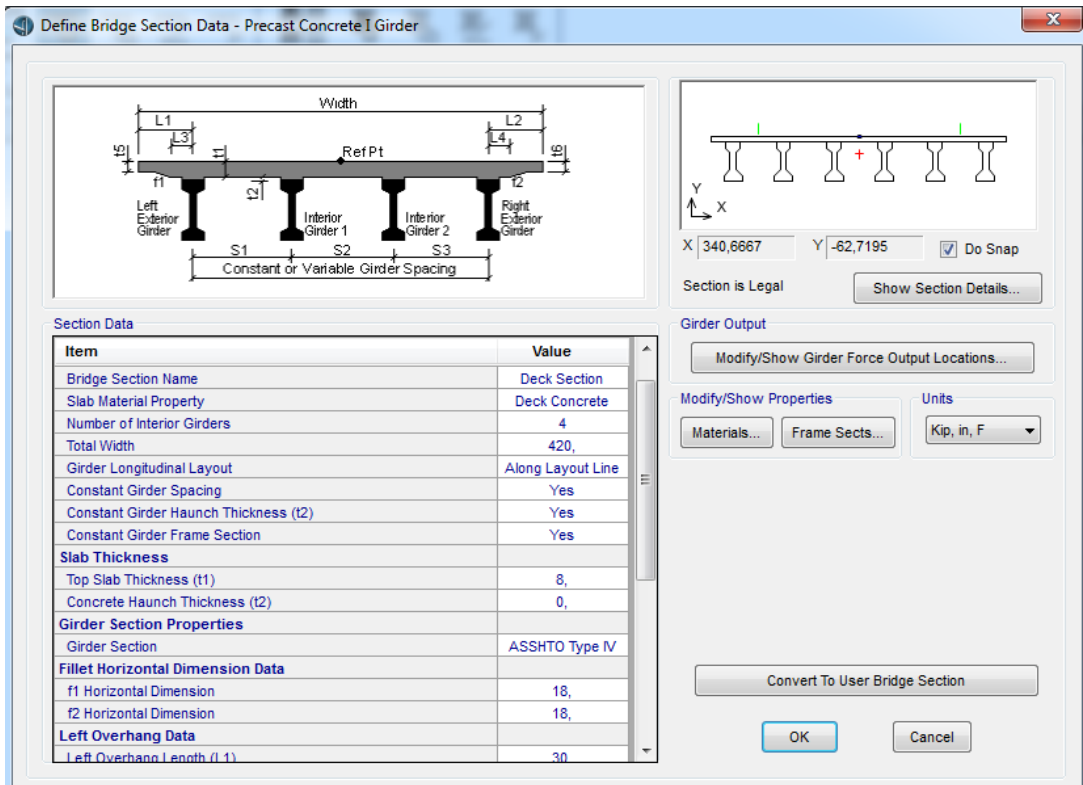 Define Bridge Section Data - Precast Concrete I Girder
Width
L1
L2
L3
L4
t5
t1
Ref Pt
t6
f1
t2
f2
Left Exterior Girder
Interior Girder 1
Interior Girder 2
Right Exterior Girder
S1
S2
S3
Constant or Variable Girder Spacing
Y
X
X 340,6667 Y -62,7195 Do Snap
Section is Legal Show Section Details...
Section Data
Item Value
Bridge Section Name Deck Section
Slab Material Property Deck Concrete
Number of Interior Girders 4
Total Width 420,
Girder Longitudinal Layout Along Layout Line
Constant Girder Spacing Yes
Constant Girder Haunch Thickness (t2) Yes
Constant Girder Frame Section Yes
Slab Thickness
Top Slab Thickness (t1) 8,
Concrete Haunch Thickness (t2) 0,
Girder Section Properties
Girder Section ASSHTO Type IV
Fillet Horizontal Dimension Data
f1 Horizontal Dimension 18,
f2 Horizontal Dimension 18,
Left Overhang Data
Left Overhang Length (L1) 30
Girder Output
Modify/Show Girder Force Output Locations...
Modify/Show Properties
Materials... Frame Sects...
Units
Kip, in, F
Convert To User Bridge Section
OK Cancel